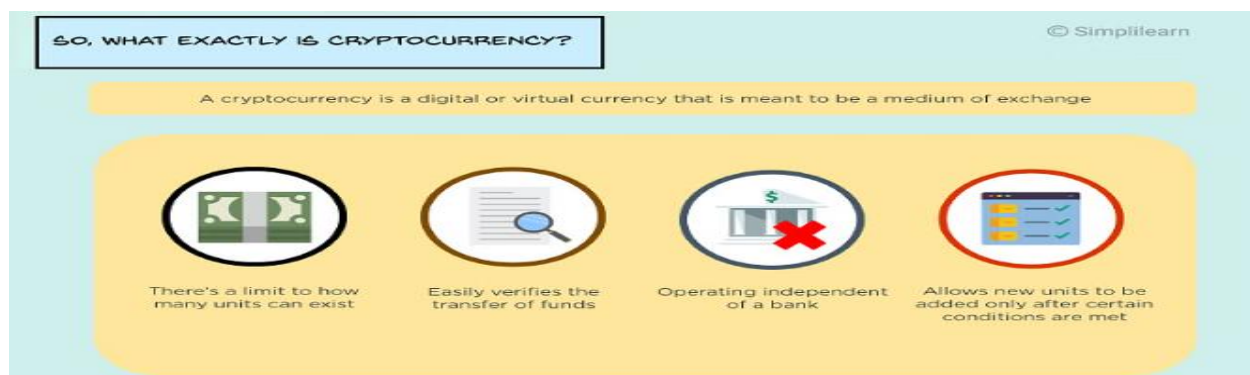 SO, WHAT EXACTLY IS CRYPTOCURRENCY?
© Simplilearn
A cryptocurrency is a digital or virtual currency that is meant to be a medium of exchange
There's a limit to how
many units can exist
Easily verifies the
transfer of funds
Operating independent
of a bank
Allows new units to be
added only after certain
conditions are met